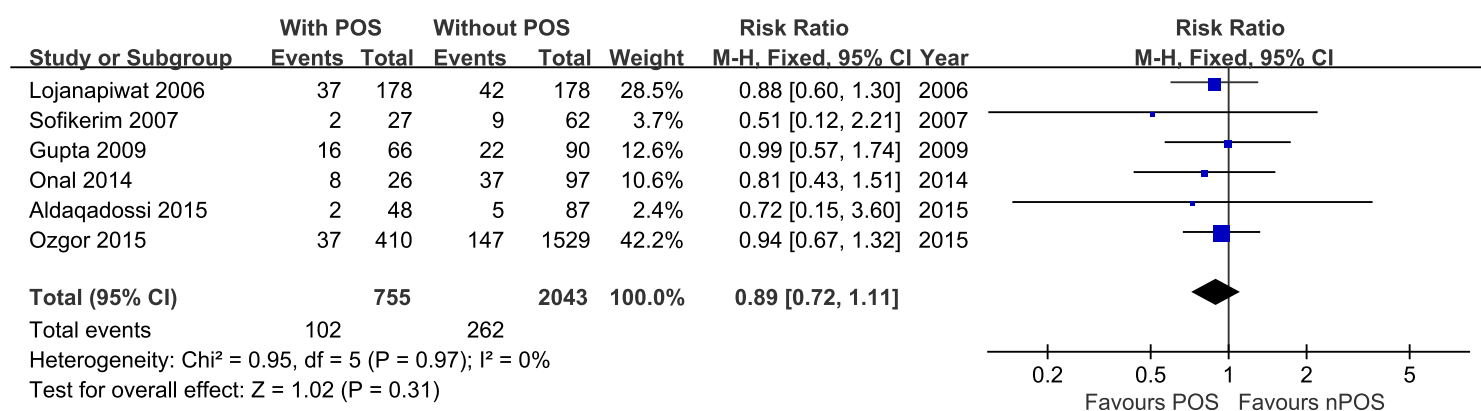 With POS Without POS Risk Ratio Risk Ratio
Study or Subgroup Events Total Events Total Weight M-H, Fixed, 95% CI Year M-H, Fixed, 95% CI
Lojanapiwat 2006 37 178 42 178 28.5% 0.88 [0.60, 1.30] 2006
Sofikerim 2007 2 27 9 62 3.7% 0.51 [0.12, 2.21] 2007
Gupta 2009 16 66 22 90 12.6% 0.99 [0.57, 1.74] 2009
Onal 2014 8 26 37 97 10.6% 0.81 [0.43, 1.51] 2014
Aldaqadossi 2015 2 48 5 87 2.4% 0.72 [0.15, 3.60] 2015
Ozgor 2015 37 410 147 1529 42.2% 0.94 [0.67, 1.32] 2015
Total (95% CI) 755 2043 100.0% 0.89 [0.72, 1.11]
Total events 102 262
Heterogeneity: Chi² = 0.95, df = 5 (P = 0.97); I² = 0%
Test for overall effect: Z = 1.02 (P = 0.31)
0.2 0.5 1 2 5
Favours POS Favours nPOS